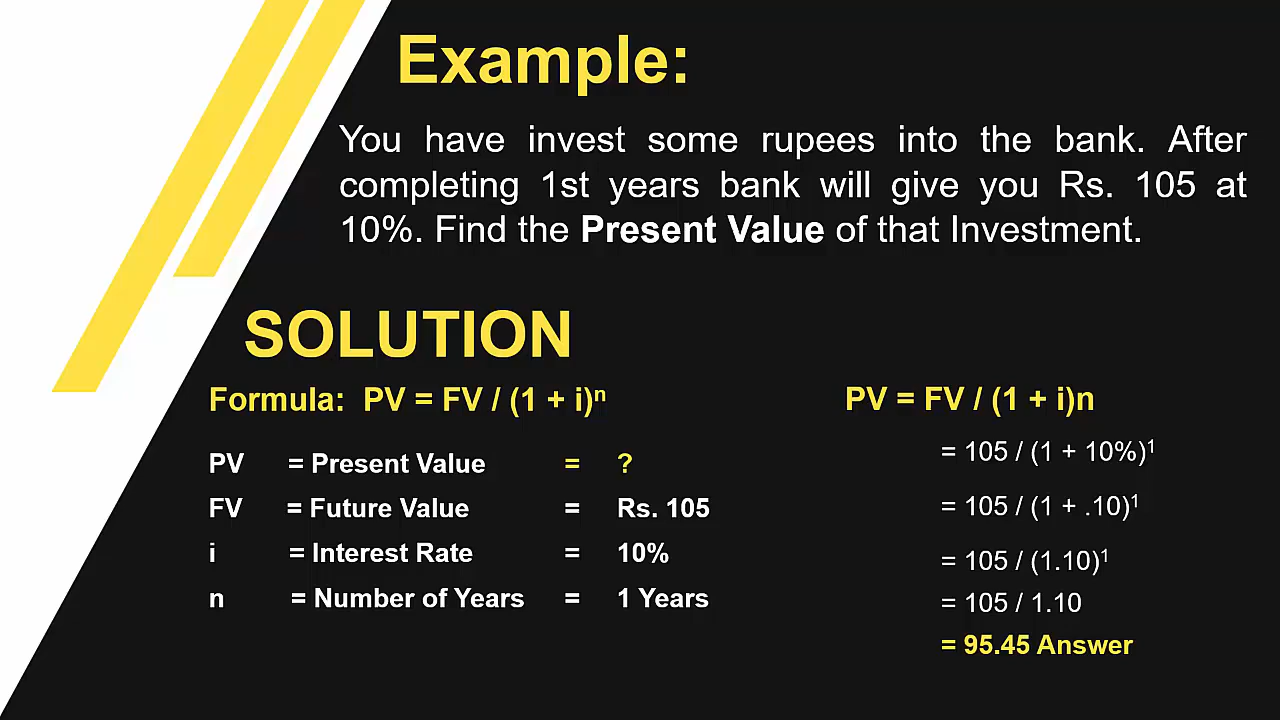 Example:
You have invest some rupees into the bank. After
completing 1st years bank will give you Rs. 105 at
10%. Find the Present Value of that Investment.
SOLUTION
Formula: PV = FV / (1 + i)ⁿ
PV = Present Value = ?
FV = Future Value = Rs. 105
i = Interest Rate = 10%
n = Number of Years = 1 Years
PV = FV / (1 + i)n
= 105 / (1 + 10%)¹
= 105 / (1 + .10)¹
= 105 / (1.10)¹
= 105 / 1.10
= 95.45 Answer